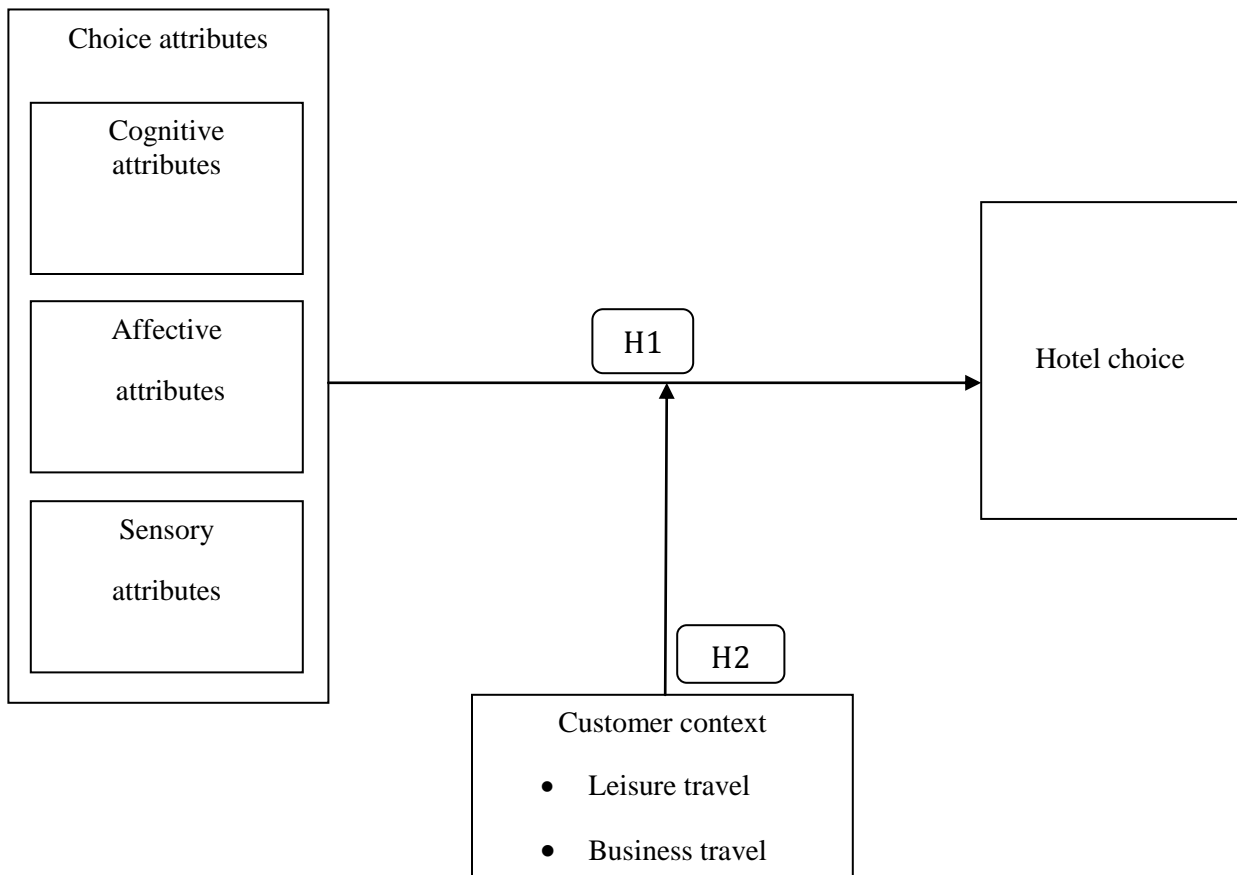 Choice attributes
Cognitive
attributes
Affective
attributes
Sensory
attributes
H1
Hotel choice
H2
Customer context
• Leisure travel
• Business travel